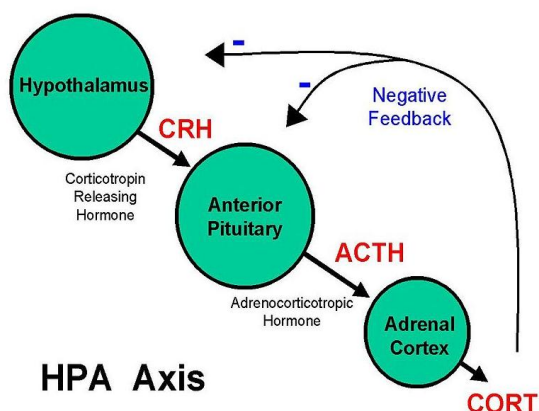 -
-
Hypothalamus
Negative
Feedback
CRH
Corticotropin
Releasing
Hormone
Anterior
Pituitary
ACTH
Adrenocorticotropic
Hormone
Adrenal
Cortex
HPA Axis
CORT